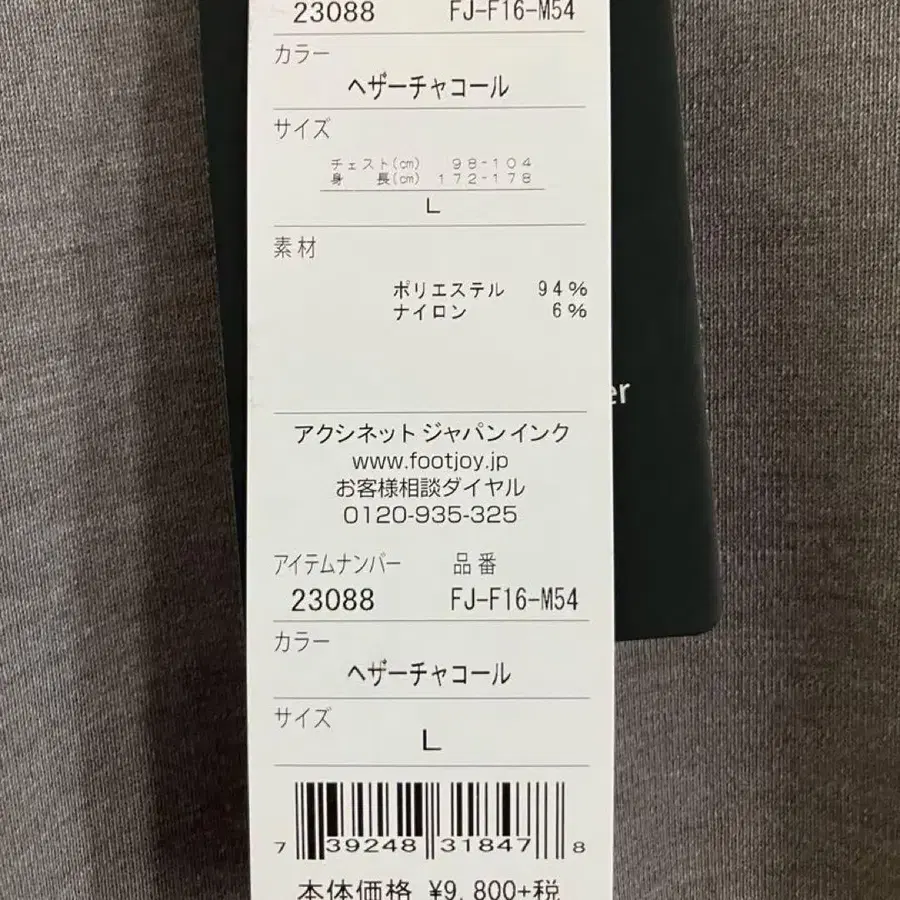 23088 FJ-F16-M54
カラー
ヘザーチャコール
サイズ
チェスト(cm) 98-104
身長(cm) 172-178
L
素材
ポリエステル 94%
ナイロン 6%
アクシネット ジャパン インク
www.footjoy.jp
お客様相談ダイヤル
0120-935-325
アイテムナンバー 品番
23088 FJ-F16-M54
カラー
ヘザーチャコール
サイズ
L
7 39248 31847 8
本体価格 ¥9,800+税